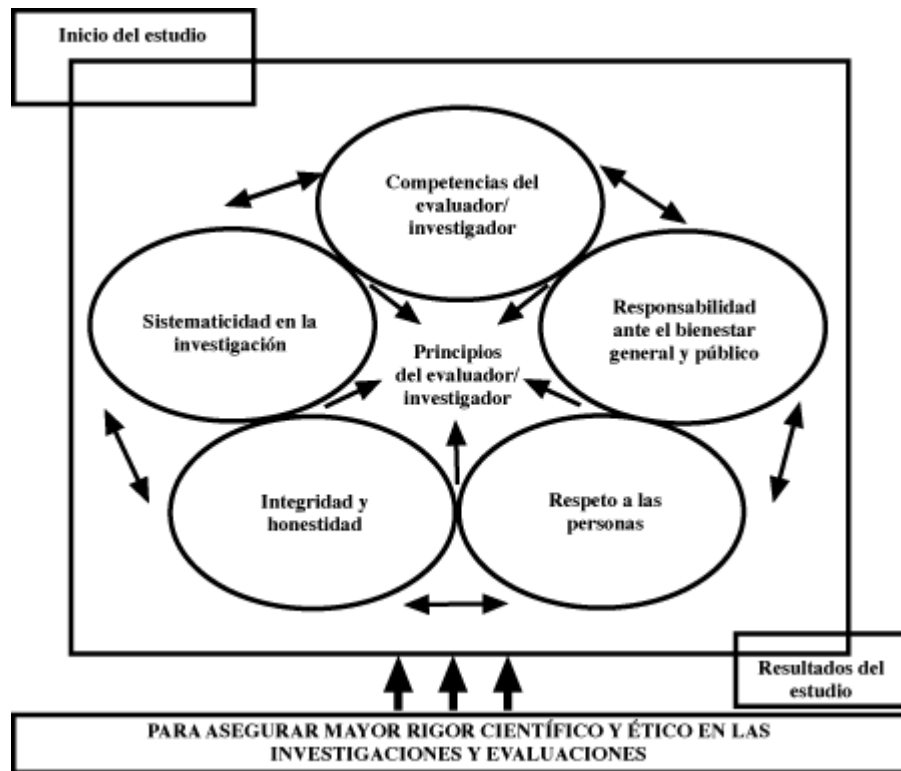 Inicio del estudio
Competencias del
evaluador/
investigador
Sistematicidad en la
investigación
Responsabilidad
ante el bienestar
general y público
Principios
del evaluador/
investigador
Integridad y
honestidad
Respeto a las
personas
Resultados del
estudio
PARA ASEGURAR MAYOR RIGOR CIENTÍFICO Y ÉTICO EN LAS
INVESTIGACIONES Y EVALUACIONES